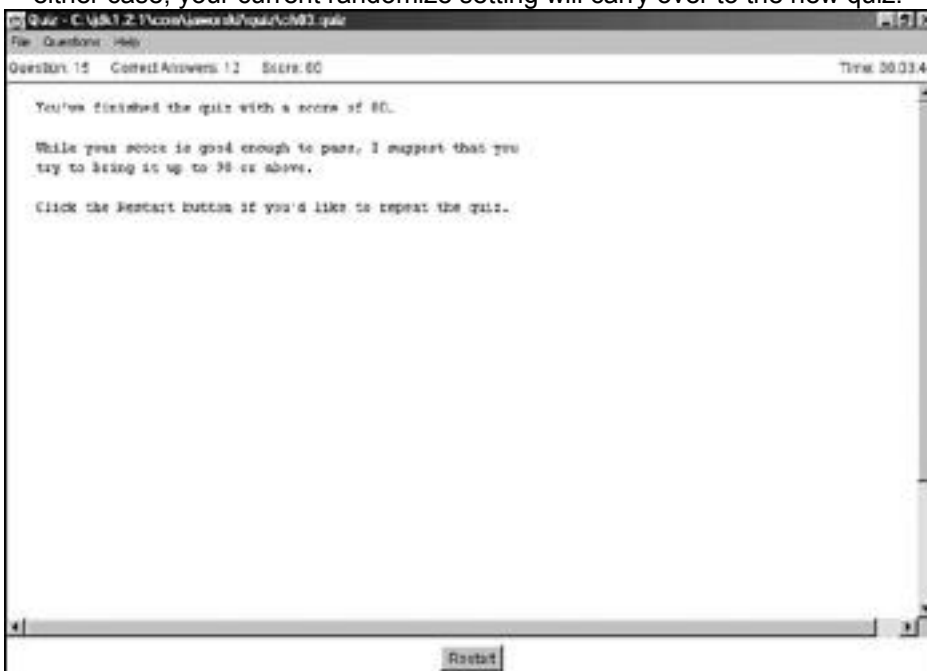 either case, your current randomize setting will carry over to the new quiz.
Quiz - C:\jdk1.2.1\com\jaworski\quiz\ch03.quiz
File Questions Help
Question: 15 Correct Answers: 12 Score: 80 Time: 00:03:4
You've finished the quiz with a score of 80.
While your score is good enough to pass, I suggest that you
try to bring it up to 90 or above.
Click the Restart button if you'd like to repeat the quiz.
Restart